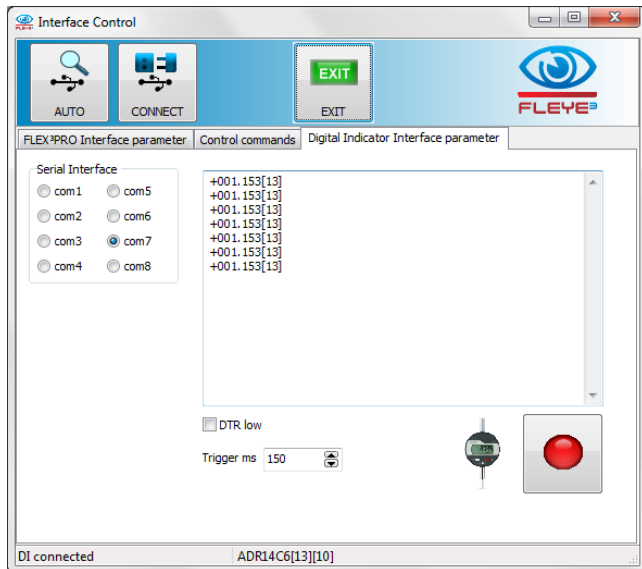 Interface Control
AUTO
CONNECT
EXIT
EXIT
FLEYE³
FLEX³PRO Interface parameter
Control commands
Digital Indicator Interface parameter
Serial Interface
com1
com5
com2
com6
com3
com7
com4
com8
+001.153[13]
+001.153[13]
+001.153[13]
+001.153[13]
+001.153[13]
+001.153[13]
+001.153[13]
DTR low
Trigger ms 150
DI connected
ADR14C6[13][10]